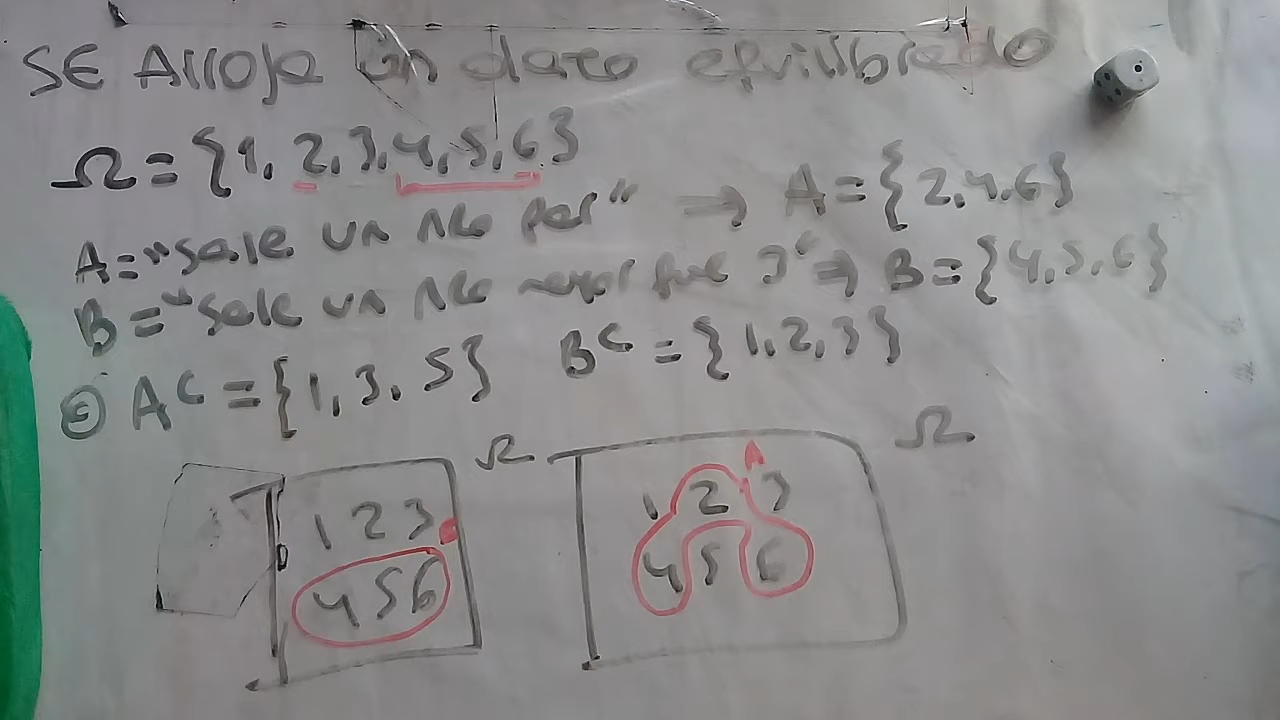 SE Arroja un dado equilibrado
Ω = {1, 2, 3, 4, 5, 6}
A = "sale un Nro par" → A = {2, 4, 6}
B = "sale un Nro mayor que 3" → B = {4, 5, 6}
© Aᶜ = {1, 3, 5} Bᶜ = {1, 2, 3}
Ω Ω
1 2 3 1 2 3
4 5 6 4 5 6